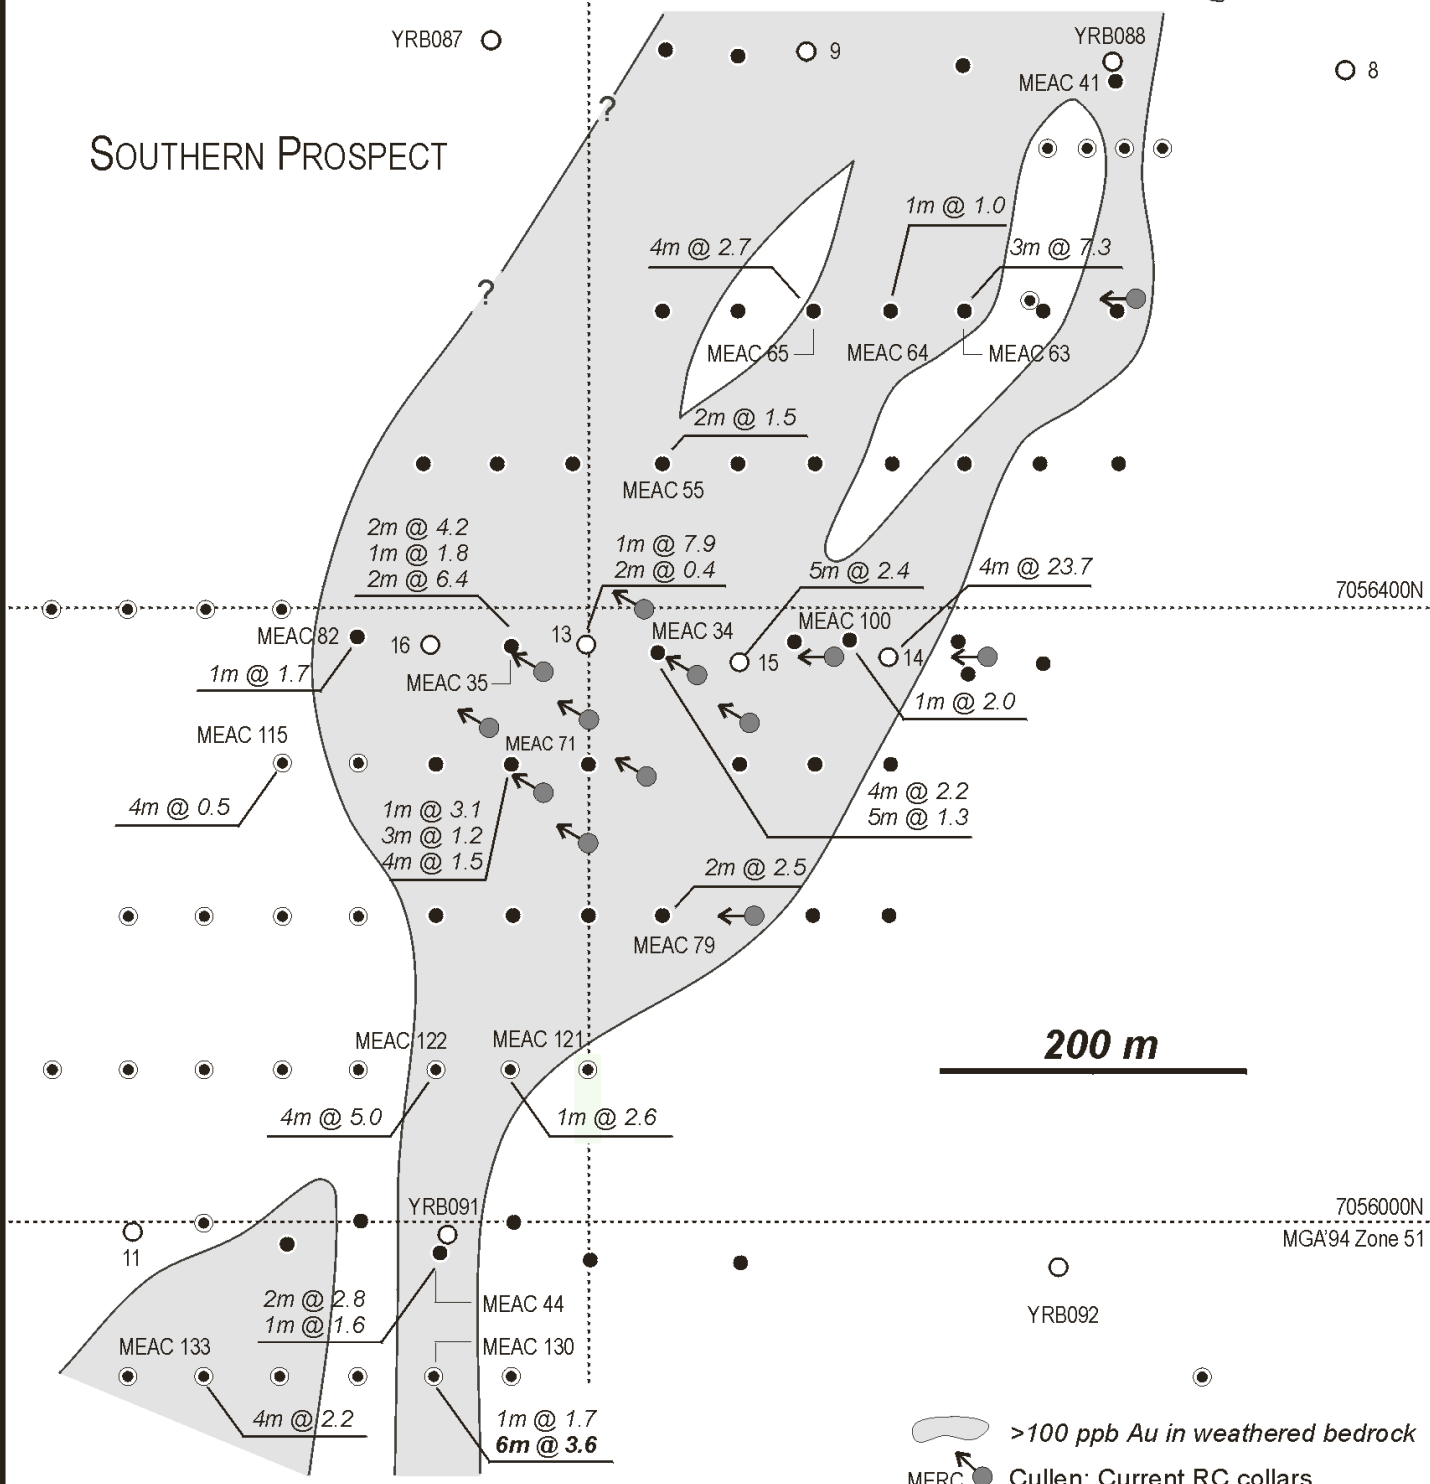 YRB087
9
YRB088
8
MEAC 41
?
SOUTHERN PROSPECT
1m @ 1.0
4m @ 2.7
3m @ 7.3
?
MEAC 65
MEAC 64
MEAC 63
2m @ 1.5
MEAC 55
2m @ 4.2
1m @ 1.8
2m @ 6.4
1m @ 7.9
2m @ 0.4
5m @ 2.4
4m @ 23.7
7056400N
MEAC 82
16
13
MEAC 34
15
MEAC 100
14
1m @ 1.7
MEAC 35
1m @ 2.0
MEAC 115
MEAC 71
4m @ 0.5
1m @ 3.1
3m @ 1.2
4m @ 1.5
4m @ 2.2
5m @ 1.3
2m @ 2.5
MEAC 79
MEAC 122
MEAC 121
200 m
4m @ 5.0
1m @ 2.6
YRB091
7056000N
11
MGA'94 Zone 51
2m @ 2.8
1m @ 1.6
MEAC 44
YRB092
MEAC 133
MEAC 130
4m @ 2.2
1m @ 1.7
6m @ 3.6
>100 ppb Au in weathered bedrock
MERC
Cullen: Current RC collars